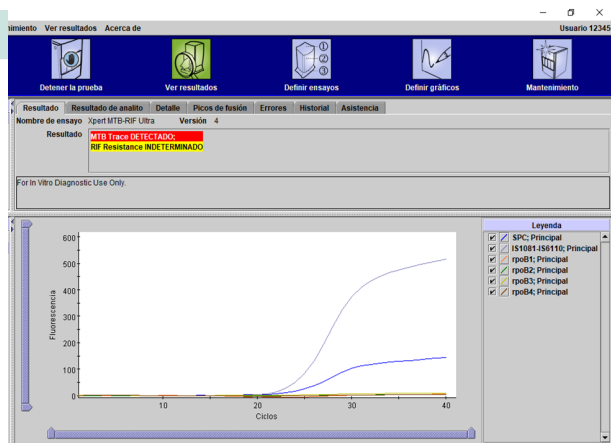 nimiento Ver resultados Acerca de Usuario 12345
Detener la prueba Ver resultados Definir ensayos Definir gráficos Mantenimiento
Resultado Resultado de analito Detalle Picos de fusión Errores Historial Asistencia
Nombre de ensayo Xpert MTB-RIF Ultra Versión 4
Resultado MTB Trace DETECTADO;
RIF Resistance INDETERMINADO
For In Vitro Diagnostic Use Only.
Leyenda
SPC; Principal
IS1081-IS6110; Principal
rpoB1; Principal
rpoB2; Principal
rpoB3; Principal
rpoB4; Principal
Fluorescencia
600
500
400
300
200
100
0
10 20 30 40
Ciclos